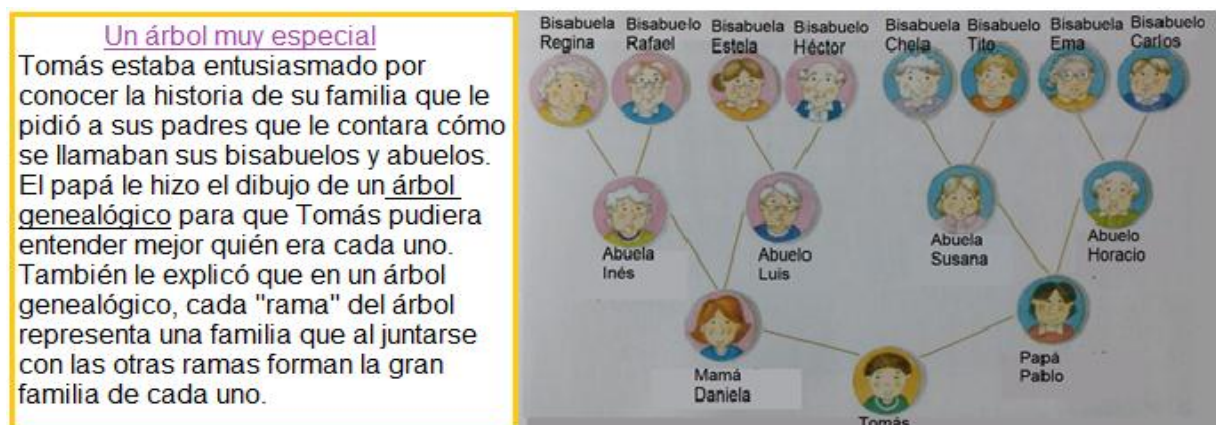 Un árbol muy especial
Tomás estaba entusiasmado por
conocer la historia de su familia que le
pidió a sus padres que le contara cómo
se llamaban sus bisabuelos y abuelos.
El papá le hizo el dibujo de un árbol
genealógico para que Tomás pudiera
entender mejor quién era cada uno.
También le explicó que en un árbol
genealógico, cada "rama" del árbol
representa una familia que al juntarse
con las otras ramas forman la gran
familia de cada uno.
Bisabuela Bisabuelo Bisabuela Bisabuelo Bisabuela Bisabuelo Bisabuela Bisabuelo
Regina Rafael Estela Héctor Chela Tito Ema Carlos
Abuela Abuelo Abuela Abuelo
Inés Luis Susana Horacio
Mamá Papá
Daniela Pablo
Tomás